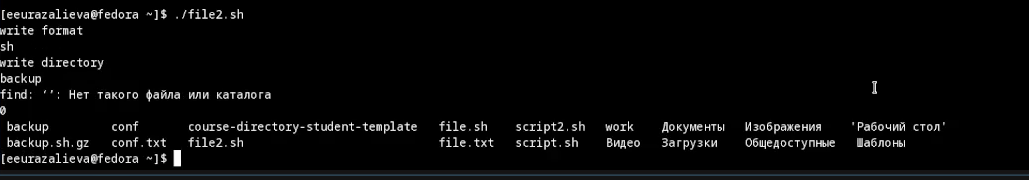 [eeurazalieva@fedora ~]$ ./file2.sh
write format
sh
write directory
backup
find: ‘’: Нет такого файла или каталога
0
backup conf course-directory-student-template file.sh script2.sh work Документы Изображения 'Рабочий стол'
backup.sh.gz conf.txt file2.sh file.txt script.sh Видео Загрузки Общедоступные Шаблоны
[eeurazalieva@fedora ~]$